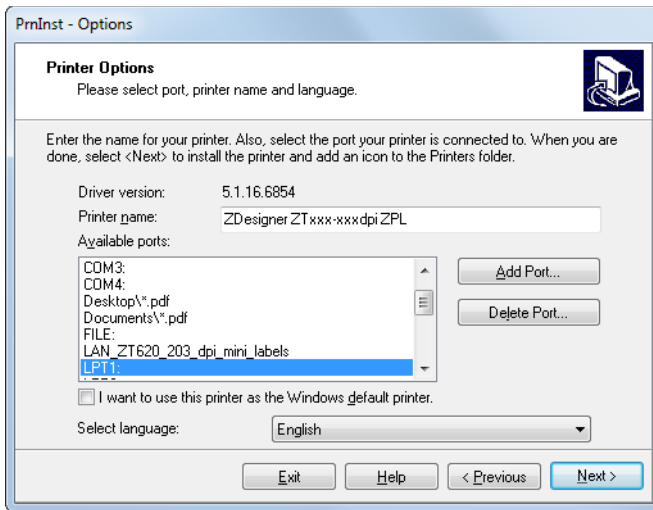 PrnInst - Options
Printer Options
Please select port, printer name and language.
Enter the name for your printer. Also, select the port your printer is connected to. When you are
done, select <Next> to install the printer and add an icon to the Printers folder.
Driver version: 5.1.16.6854
Printer name: ZDesigner ZTxxx-xxxdpi ZPL
Available ports:
COM3:
COM4:
Desktop\*.pdf
Documents\*.pdf
FILE:
LAN_ZT620_203_dpi_mini_labels
LPT1:
Add Port...
Delete Port...
I want to use this printer as the Windows default printer.
Select language: English
Exit Help < Previous Next >